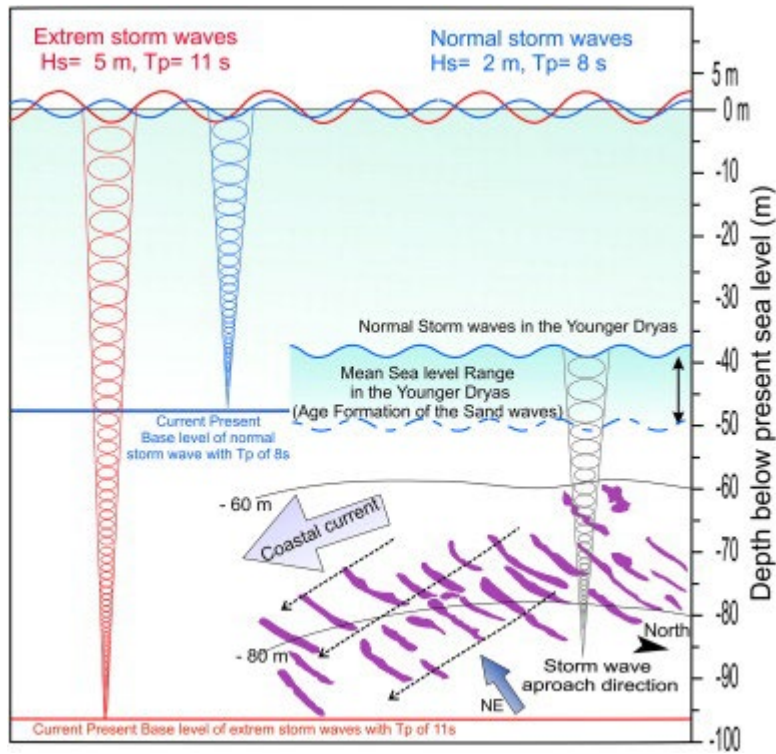 Extrem storm waves
Hs= 5 m, Tp= 11 s
Normal storm waves
Hs= 2 m, Tp= 8 s
5 m
0 m
-10
-20
-30
-40
-50
-60
-70
-80
-90
-100
Depth below present sea level (m)
Normal Storm waves in the Younger Dryas
Mean Sea level Range
in the Younger Dryas
(Age Formation of the Sand waves)
Current Present
Base level of normal
storm wave with Tp of 8s
- 60 m
Coastal current
- 80 m
North
Storm wave
aproach direction
NE
Current Present Base level of extrem storm waves with Tp of 11s